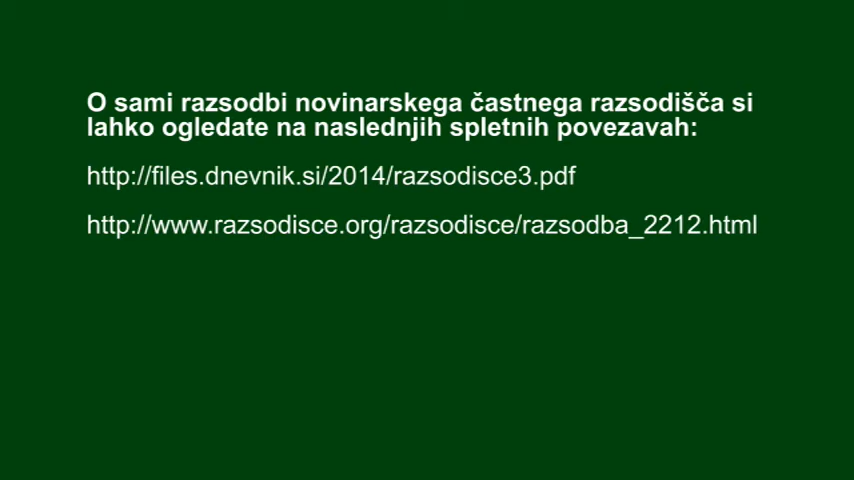 O sami razsodbi novinarskega častnega razsodišča si
lahko ogledate na naslednjih spletnih povezavah:
http://files.dnevnik.si/2014/razsodisce3.pdf
http://www.razsodisce.org/razsodisce/razsodba_2212.html